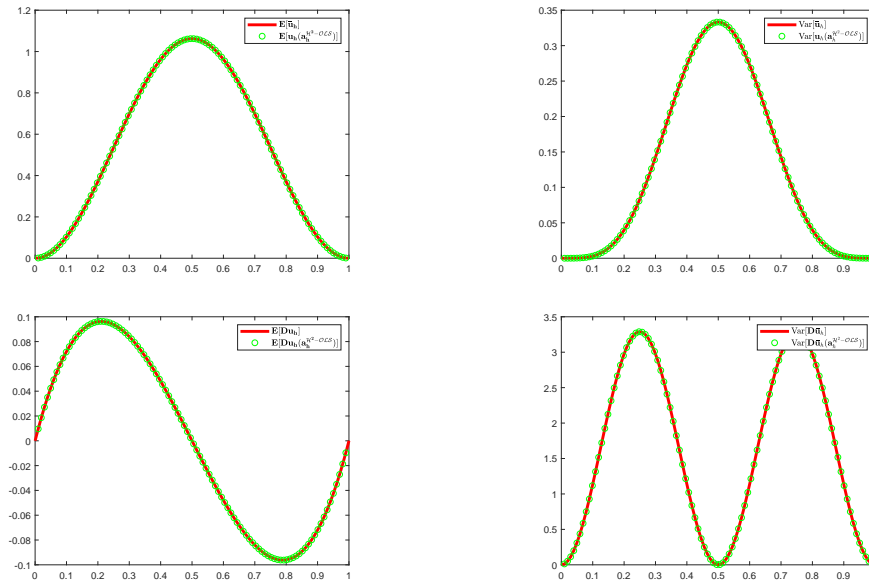 1.2
1
0.8
0.6
0.4
0.2
0
0 0.1 0.2 0.3 0.4 0.5 0.6 0.7 0.8 0.9 1
E[ū_h]
E[u_h(a_h^{ℋ²-𝒪ℒ𝒮})]
0.35
0.3
0.25
0.2
0.15
0.1
0.05
0
0 0.1 0.2 0.3 0.4 0.5 0.6 0.7 0.8 0.9
Var[ū_h]
Var[u_h(a_h^{ℋ²-𝒪ℒ𝒮})]
0.1
0.08
0.06
0.04
0.02
0
-0.02
-0.04
-0.06
-0.08
-0.1
0 0.1 0.2 0.3 0.4 0.5 0.6 0.7 0.8 0.9 1
E[Du_h]
E[Du_h(a_h^{ℋ²-𝒪ℒ𝒮})]
3.5
3
2.5
2
1.5
1
0.5
0
0 0.1 0.2 0.3 0.4 0.5 0.6 0.7 0.8 0.9
Var[Dū_h]
Var[Dū_h(a_h^{ℋ²-𝒪ℒ𝒮})]